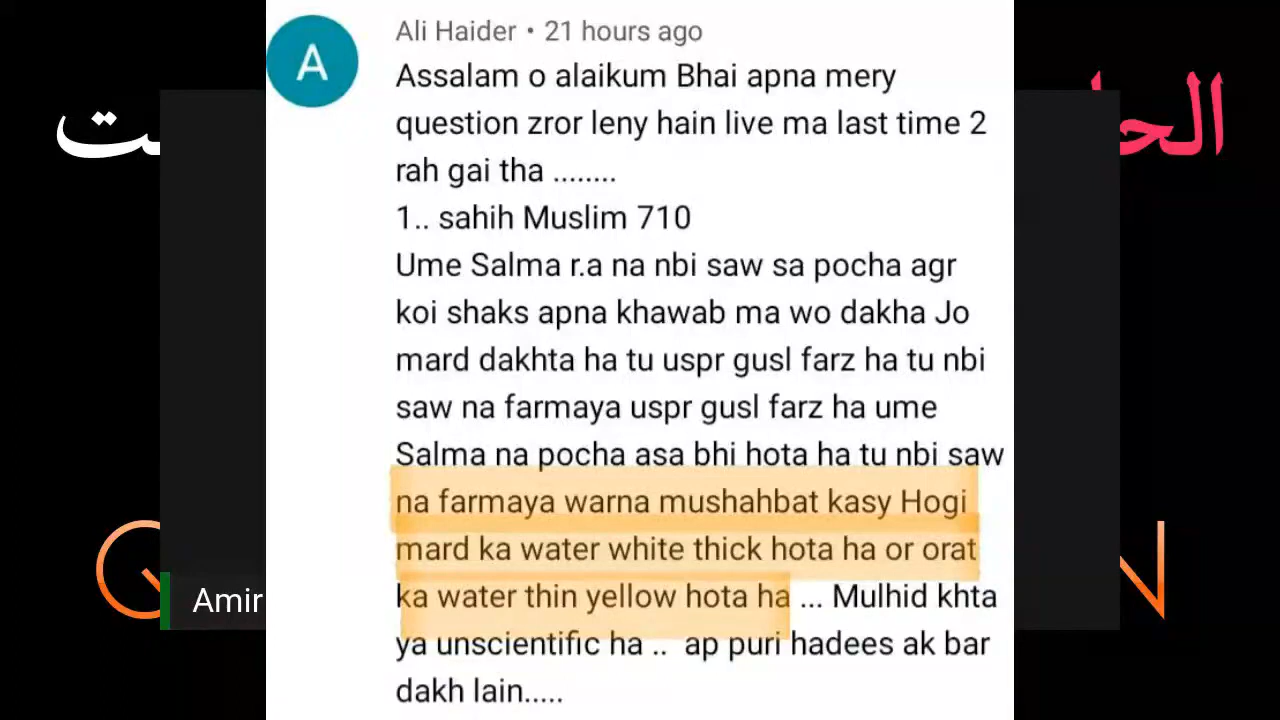 A
Ali Haider • 21 hours ago
Assalam o alaikum Bhai apna mery
question zror leny hain live ma last time 2
rah gai tha ........
1.. sahih Muslim 710
Ume Salma r.a na nbi saw sa pocha agr
koi shaks apna khawab ma wo dakha Jo
mard dakhta ha tu uspr gusl farz ha tu nbi
saw na farmaya uspr gusl farz ha ume
Salma na pocha asa bhi hota ha tu nbi saw
na farmaya warna mushahbat kasy Hogi
mard ka water white thick hota ha or orat
ka water thin yellow hota ha ... Mulhid khta
ya unscientific ha .. ap puri hadees ak bar
dakh lain.....
Amir